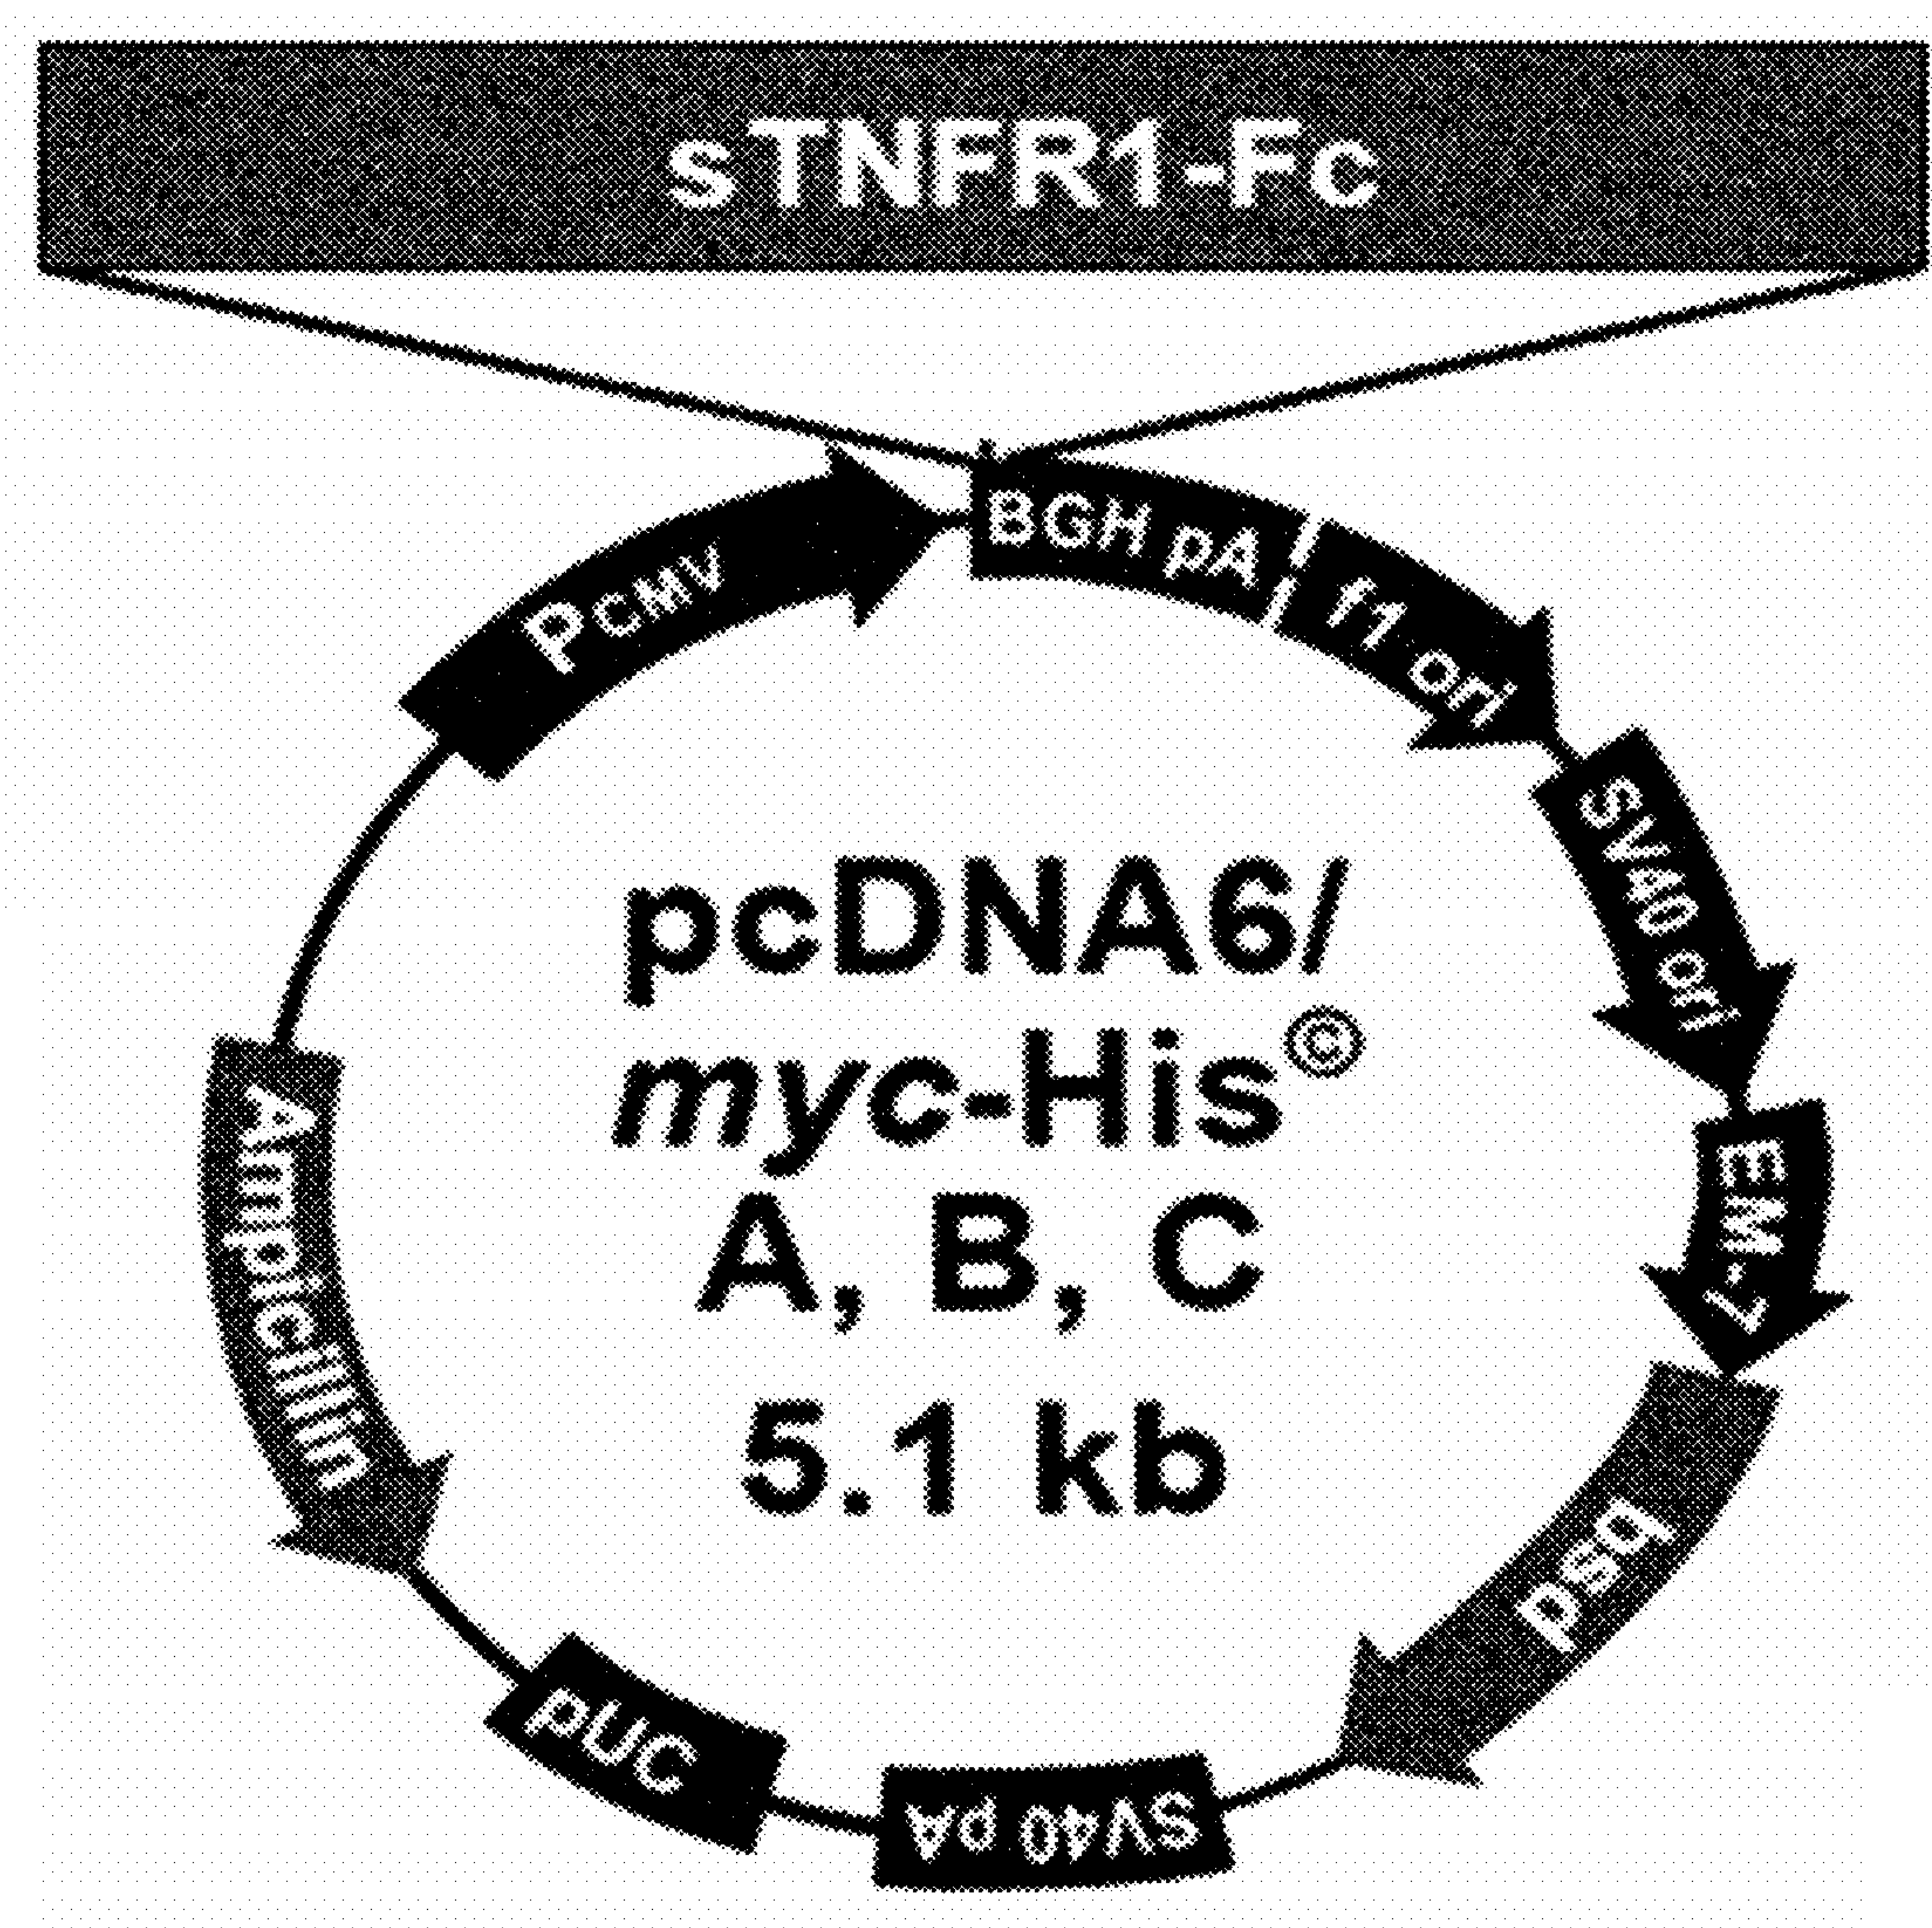 sTNFR1-Fc
PCMV
BGH pA
f1 ori
SV40 ori
EM-7
bsd
SV40 pA
pUC
Ampicillin
pcDNA6/
myc-His©
A, B, C
5.1 kb